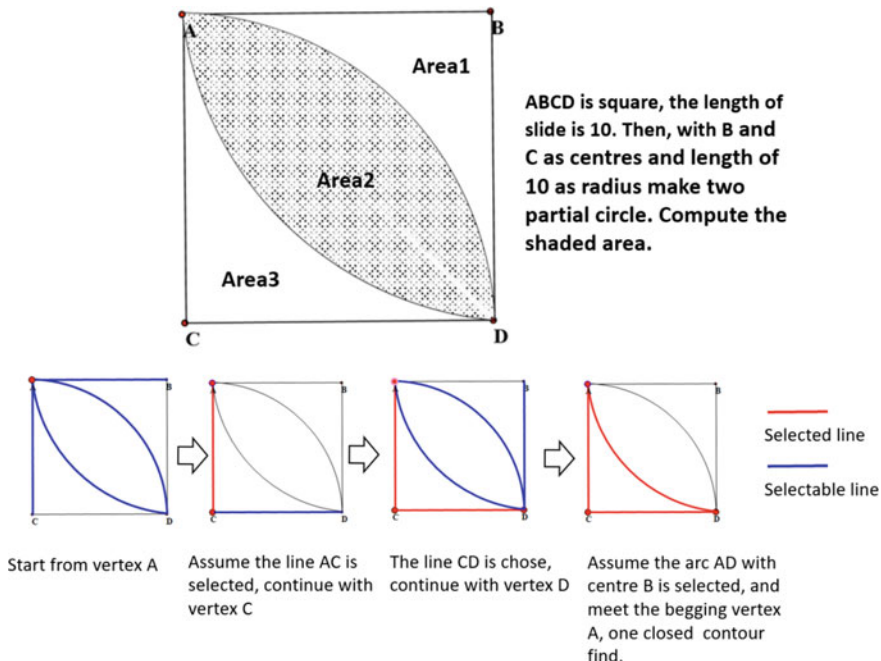 A
B
Area1
Area2
Area3
C
D
ABCD is square, the length of
slide is 10. Then, with B and
C as centres and length of
10 as radius make two
partial circle. Compute the
shaded area.
A
B
C
D
A
B
C
D
A
B
C
D
A
B
C
D
Selected line
Selectable line
Start from vertex A
Assume the line AC is
selected, continue with
vertex C
The line CD is chose,
continue with vertex D
Assume the arc AD with
centre B is selected, and
meet the begging vertex
A, one closed contour
find.